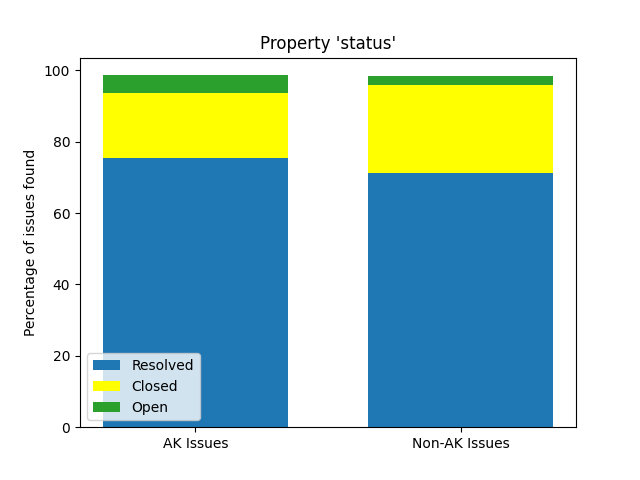 Property 'status'
Percentage of issues found
100
80
60
40
20
0
Resolved
Closed
Open
AK Issues
Non-AK Issues